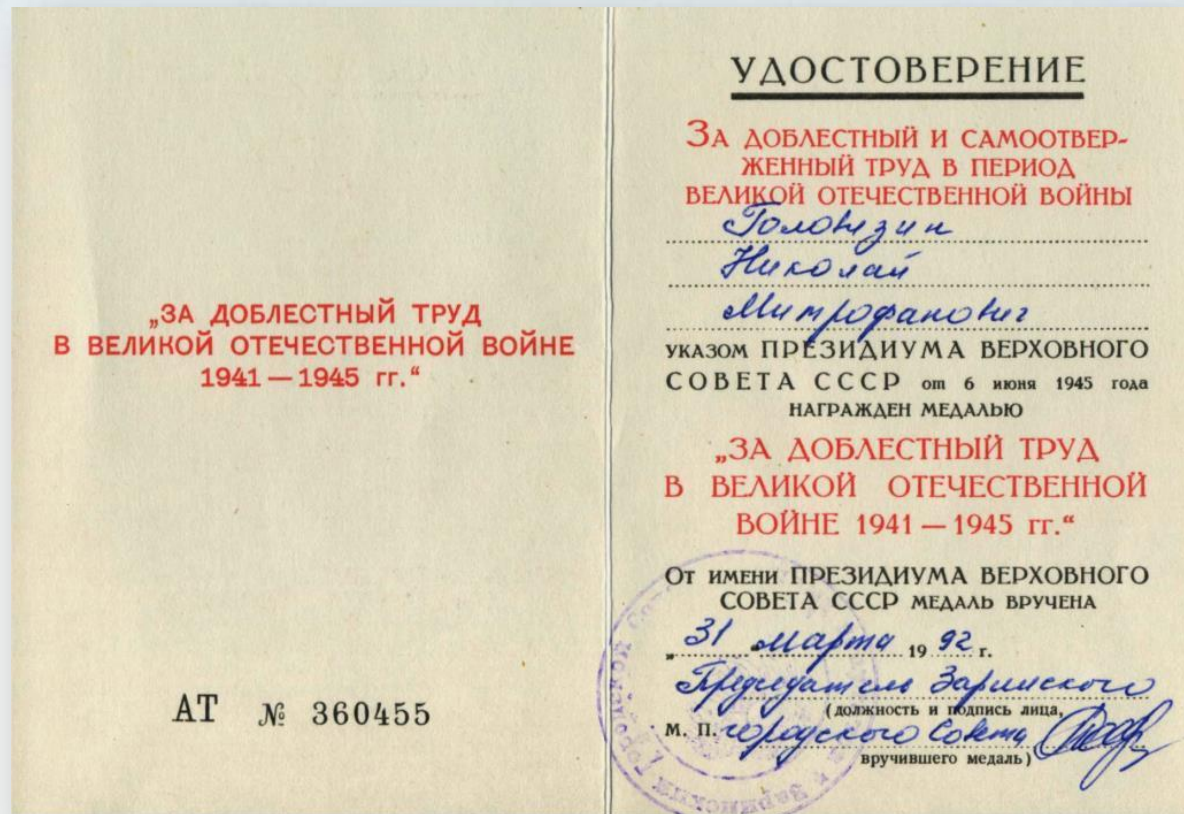 „ЗА ДОБЛЕСТНЫЙ ТРУД
В ВЕЛИКОЙ ОТЕЧЕСТВЕННОЙ ВОЙНЕ
1941 — 1945 гг.“
АТ № 360455
УДОСТОВЕРЕНИЕ
ЗА ДОБЛЕСТНЫЙ И САМООТВЕР-
ЖЕННЫЙ ТРУД В ПЕРИОД
ВЕЛИКОЙ ОТЕЧЕСТВЕННОЙ ВОЙНЫ
Головизин
Николай
Митрофанович
УКАЗОМ ПРЕЗИДИУМА ВЕРХОВНОГО
СОВЕТА СССР от 6 июня 1945 года
НАГРАЖДЕН МЕДАЛЬЮ
„ЗА ДОБЛЕСТНЫЙ ТРУД
В ВЕЛИКОЙ ОТЕЧЕСТВЕННОЙ
ВОЙНЕ 1941 — 1945 гг.“
ОТ ИМЕНИ ПРЕЗИДИУМА ВЕРХОВНОГО
СОВЕТА СССР МЕДАЛЬ ВРУЧЕНА
„31 марта 1992 г.
Председатель Заринского
(должность и подпись лица,
М. П. городского Совета
вручившего медаль)